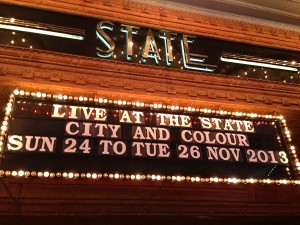 STATE
LIVE AT THE STATE
CITY AND COLOUR
SUN 24 TO TUE 26 NOV 2013